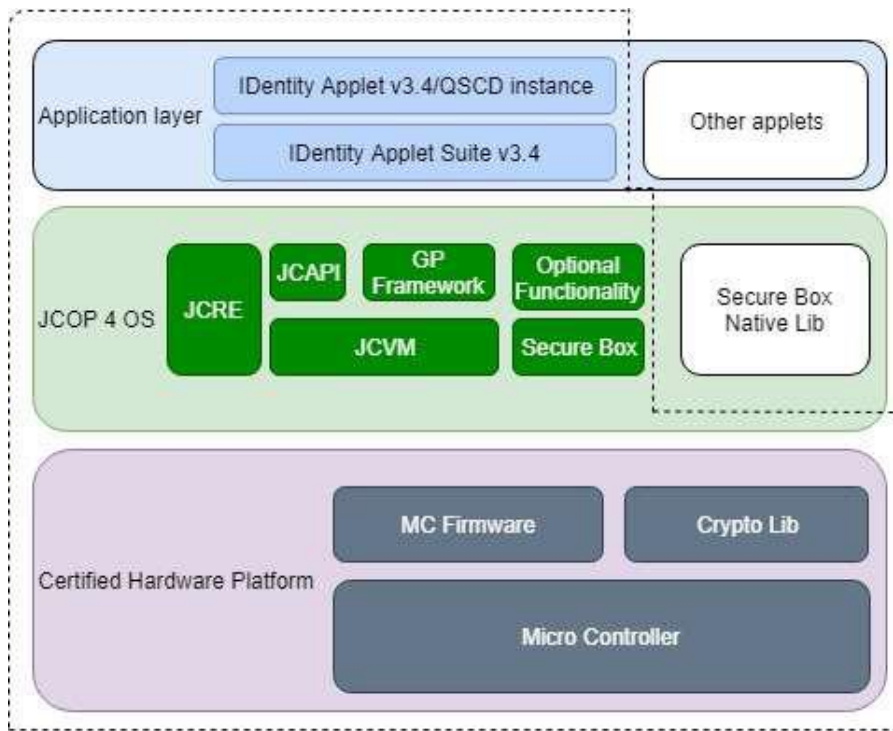 IDentity Applet v3.4/QSCD instance
Application layer
IDentity Applet Suite v3.4
Other applets
JCOP 4 OS
JCRE
JCAPI
GP
Framework
Optional
Functionality
JCVM
Secure Box
Secure Box
Native Lib
Certified Hardware Platform
MC Firmware
Crypto Lib
Micro Controller